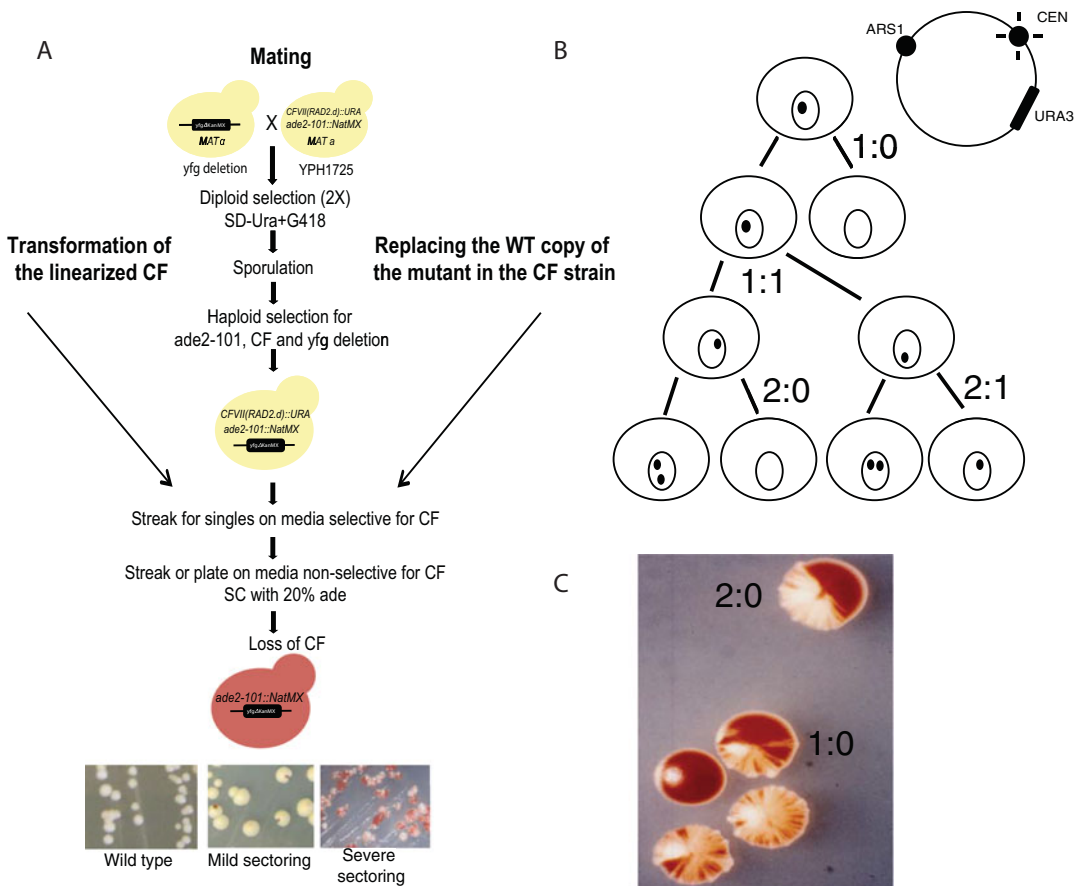 A
Mating
yfgΔKanMX
MATα
X
CFVII(RAD2.d)::URA
ade2-101::NatMX
MAT a
yfg deletion
YPH1725
Diploid selection (2X)
SD-Ura+G418
Transformation of
the linearized CF
Replacing the WT copy of
the mutant in the CF strain
Sporulation
Haploid selection for
ade2-101, CF and yfg deletion
CFVII(RAD2.d)::URA
ade2-101::NatMX
yfgΔKanMX
Streak for singles on media selective for CF
Streak or plate on media non-selective for CF
SC with 20% ade
Loss of CF
ade2-101::NatMX
yfgΔKanMX
Wild type
Mild sectoring
Severe
sectoring
B
ARS1
CEN
URA3
1:0
1:1
2:0
2:1
C
2:0
1:0